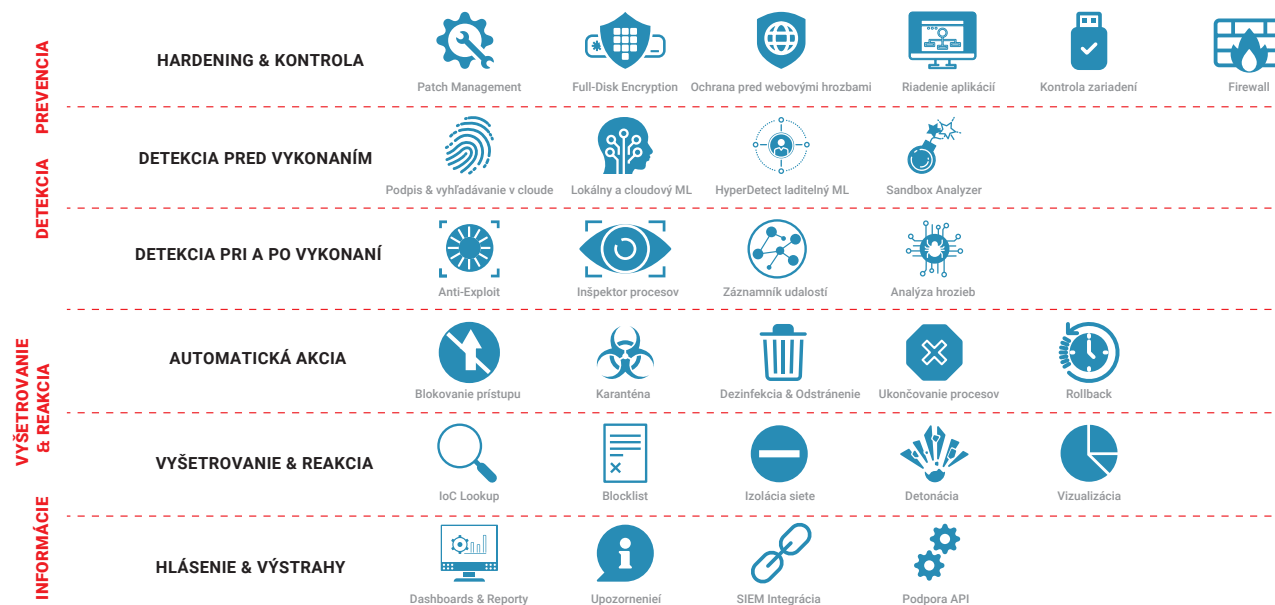 PREVENCIA
HARDENING & KONTROLA
Patch Management
Full-Disk Encryption
Ochrana pred webovými hrozbami
Riadenie aplikácií
Kontrola zariadení
Firewall
DETEKCIA
DETEKCIA PRED VYKONANÍM
Podpis & vyhľadávanie v cloude
Lokálny a cloudový ML
HyperDetect laditelný ML
Sandbox Analyzer
DETEKCIA PRI A PO VYKONANÍ
Anti-Exploit
Inšpektor procesov
Záznamník udalostí
Analýza hrozieb
VYŠETROVANIE
& REAKCIA
AUTOMATICKÁ AKCIA
Blokovanie prístupu
Karanténa
Dezinfekcia & Odstránenie
Ukončovanie procesov
Rollback
VYŠETROVANIE & REAKCIA
IoC Lookup
Blocklist
Izolácia siete
Detonácia
Vizualizácia
INFORMÁCIE
HLÁSENIE & VÝSTRAHY
Dashboards & Reporty
Upozornenieí
SIEM Integrácia
Podpora API